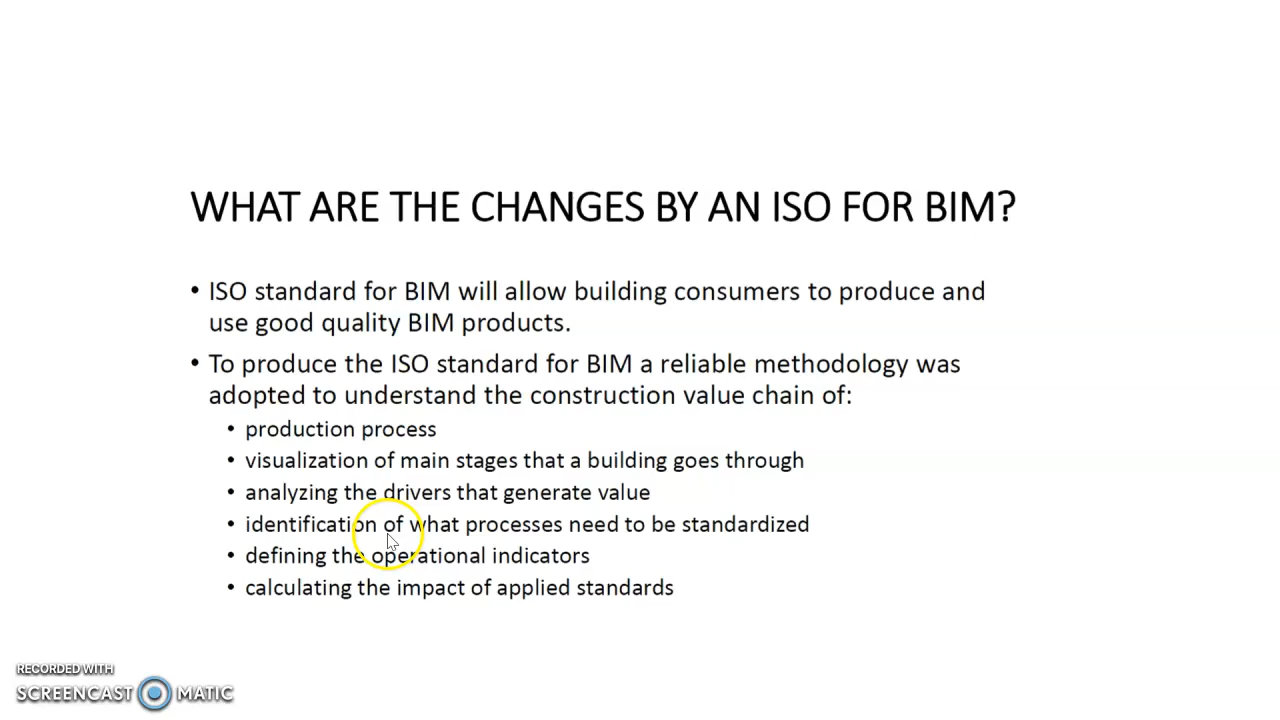 WHAT ARE THE CHANGES BY AN ISO FOR BIM?
• ISO standard for BIM will allow building consumers to produce and
use good quality BIM products.
• To produce the ISO standard for BIM a reliable methodology was
adopted to understand the construction value chain of:
• production process
• visualization of main stages that a building goes through
• analyzing the drivers that generate value
• identification of what processes need to be standardized
• defining the operational indicators
• calculating the impact of applied standards
RECORDED WITH
SCREENCAST MATIC